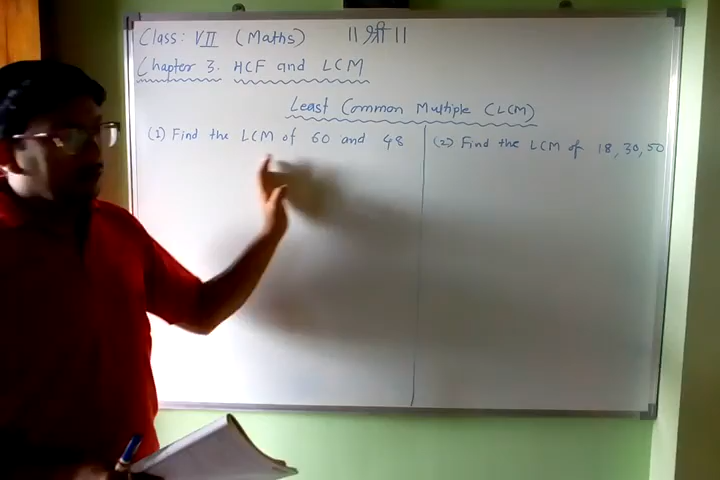 Class: VII (Maths) ॥ श्री ॥
Chapter 3. HCF and LCM
Least Common Multiple (LCM)
(1) Find the LCM of 60 and 48
(2) Find the LCM of 18, 30, 50